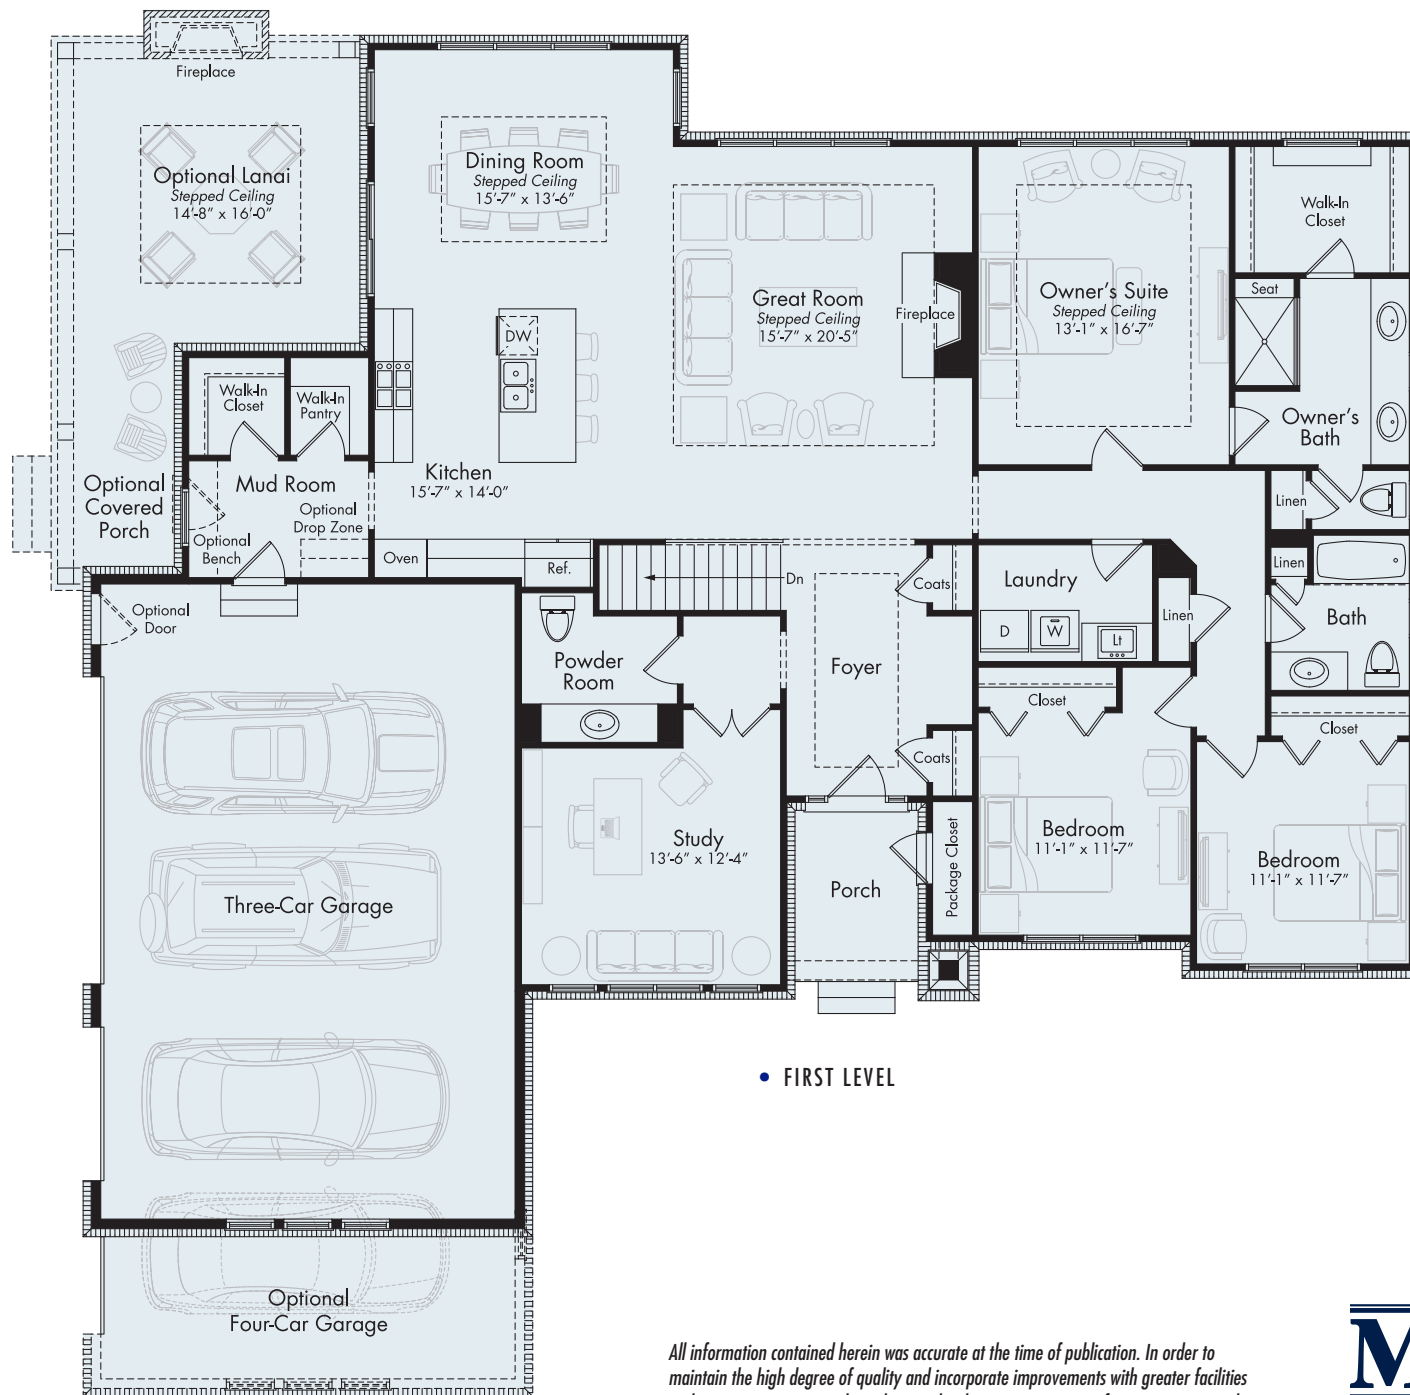 Fireplace
Optional Lanai
Stepped Ceiling
14'-8" x 16'-0"
Dining Room
Stepped Ceiling
15'-7" x 13'-6"
Great Room
Stepped Ceiling
15'-7" x 20'-5"
Fireplace
Owner's Suite
Stepped Ceiling
13'-1" x 16'-7"
Walk-In
Closet
Seat
Owner's
Bath
Linen
DW
Walk-In
Closet
Walk-In
Pantry
Kitchen
15'-7" x 14'-0"
Mud Room
Optional
Covered
Porch
Optional
Drop Zone
Optional
Bench
Oven
Ref.
Dn
Coats
Laundry
D
W
Lt
Linen
Linen
Bath
Optional
Door
Powder
Room
Foyer
Closet
Closet
Coats
Study
13'-6" x 12'-4"
Porch
Package Closet
Bedroom
11'-1" x 11'-7"
Bedroom
11'-1" x 11'-7"
Three-Car Garage
• FIRST LEVEL
Optional
Four-Car Garage
All information contained herein was accurate at the time of publication. In order to
maintain the high degree of quality and incorporate improvements with greater facilities
M